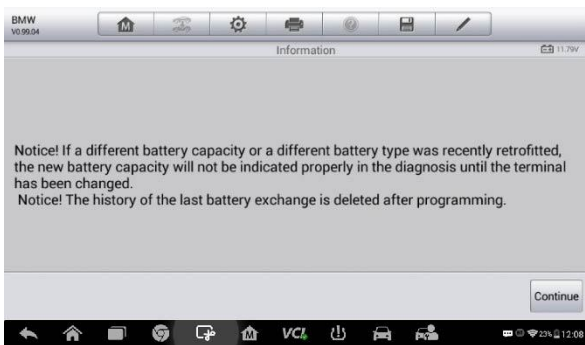 BMW
V0.99.04
Information
11.79V
Notice! If a different battery capacity or a different battery type was recently retrofitted,
the new battery capacity will not be indicated properly in the diagnosis until the terminal
has been changed.
Notice! The history of the last battery exchange is deleted after programming.
Continue
VCI
23%
12:08